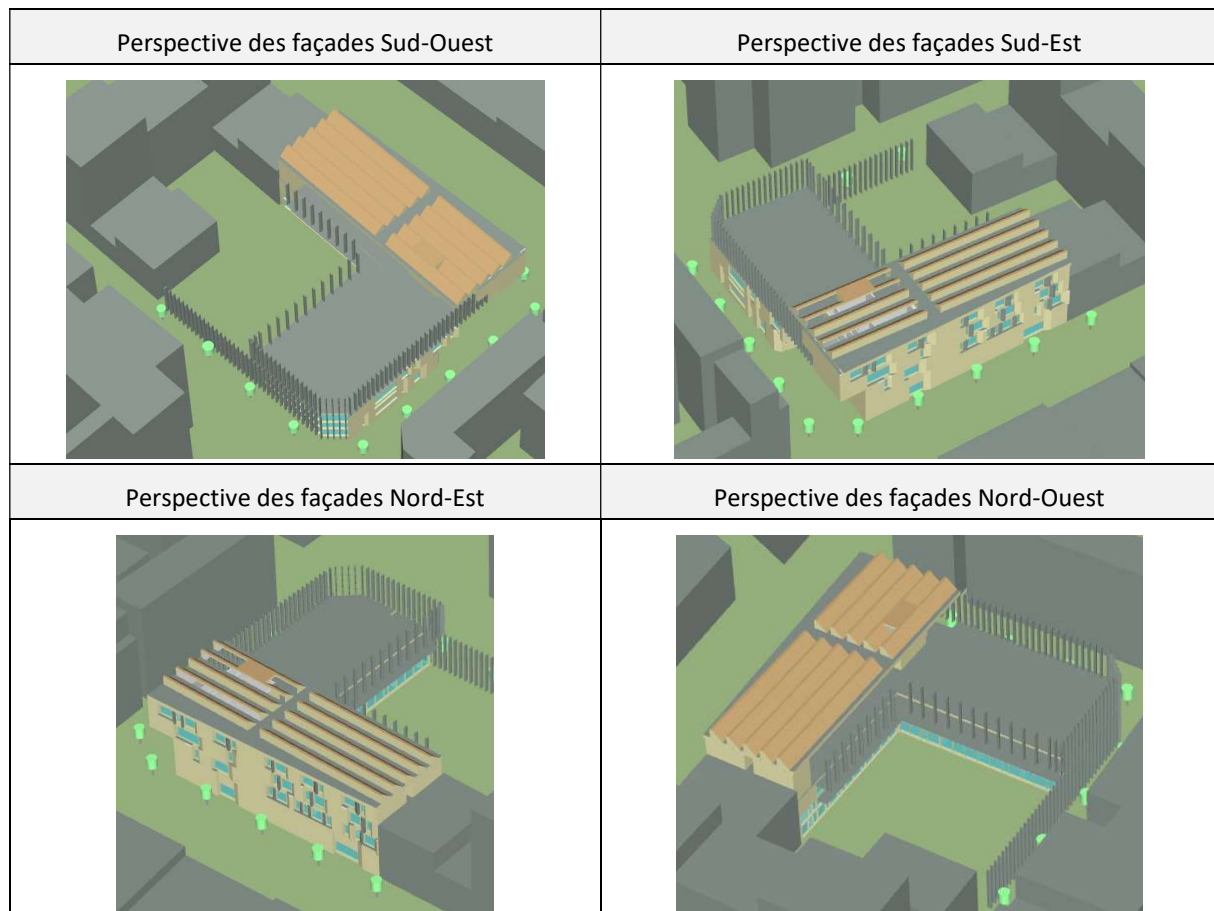 Perspective des façades Sud-Ouest
Perspective des façades Sud-Est
Perspective des façades Nord-Est
Perspective des façades Nord-Ouest